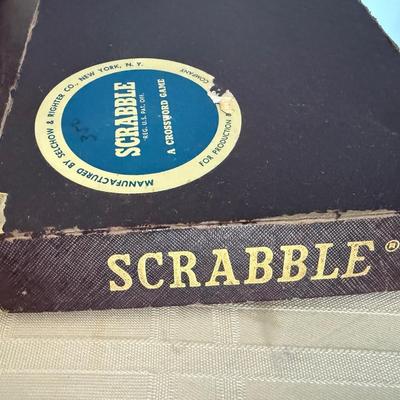 MANUFACTURED BY SELCHOW & RIGHTER CO., NEW YORK, N. Y.
COMPANY
FOR PRODUCTION
SCRABBLE
REG. U.S. PAT. OFF.
A CROSSWORD GAME
SCRABBLE®